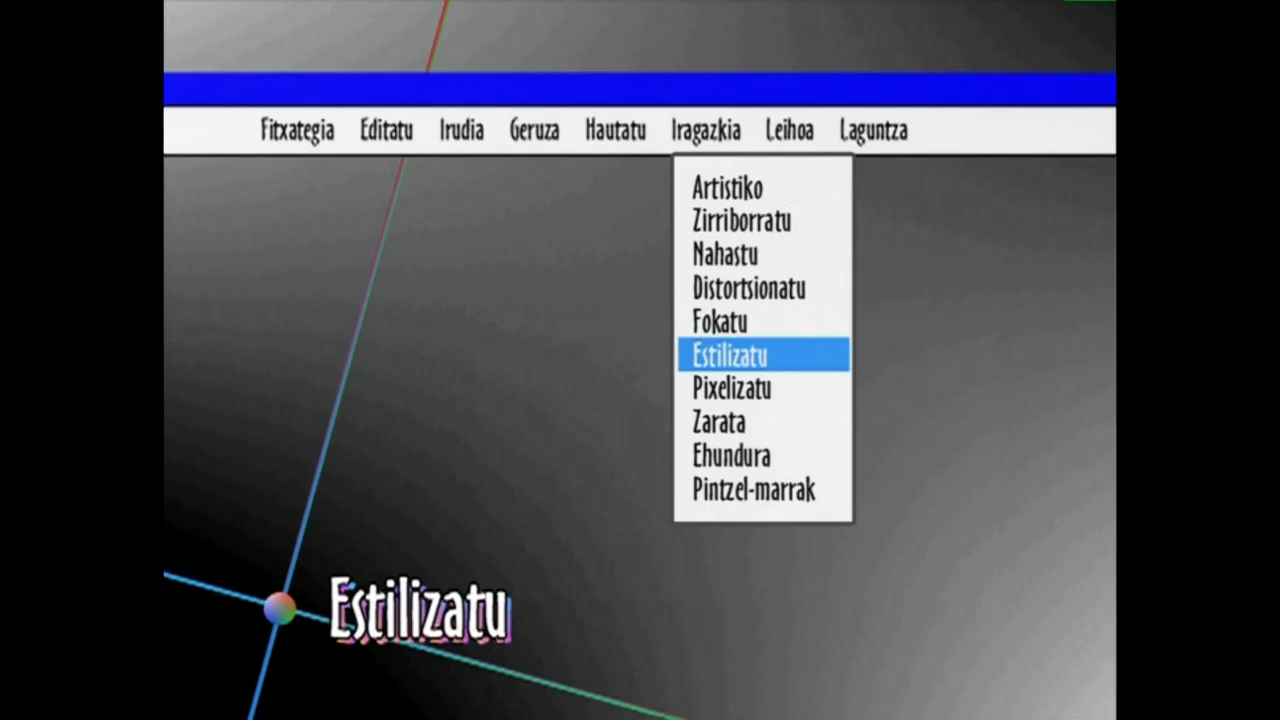 Fitxategia Editatu Irudia Geruza Hautatu Iragazkia Leihoa Laguntza
Artistiko
Zirriborratu
Nahastu
Distortsionatu
Fokatu
Estilizatu
Pixelizatu
Zarata
Ehundura
Pintzel-marrak
Estilizatu